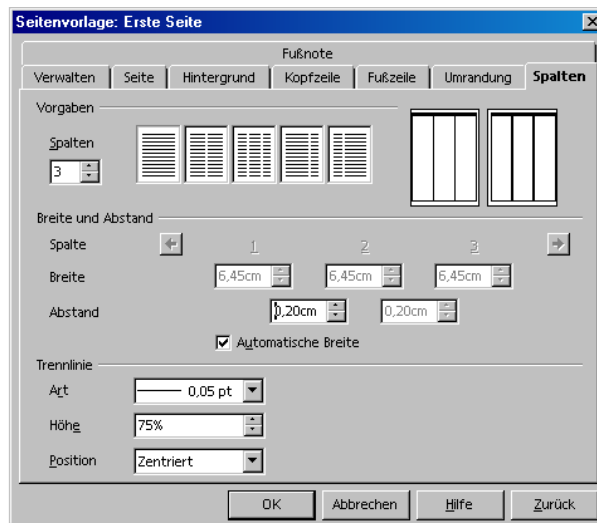 Seitenvorlage: Erste Seite
Fußnote
Verwalten Seite Hintergrund Kopfzeile Fußzeile Umrandung Spalten
Vorgaben
Spalten
3
Breite und Abstand
Spalte 1 2 3
Breite 6,45cm 6,45cm 6,45cm
Abstand 0,20cm 0,20cm
Automatische Breite
Trennlinie
Art 0,05 pt
Höhe 75%
Position Zentriert
OK Abbrechen Hilfe Zurück